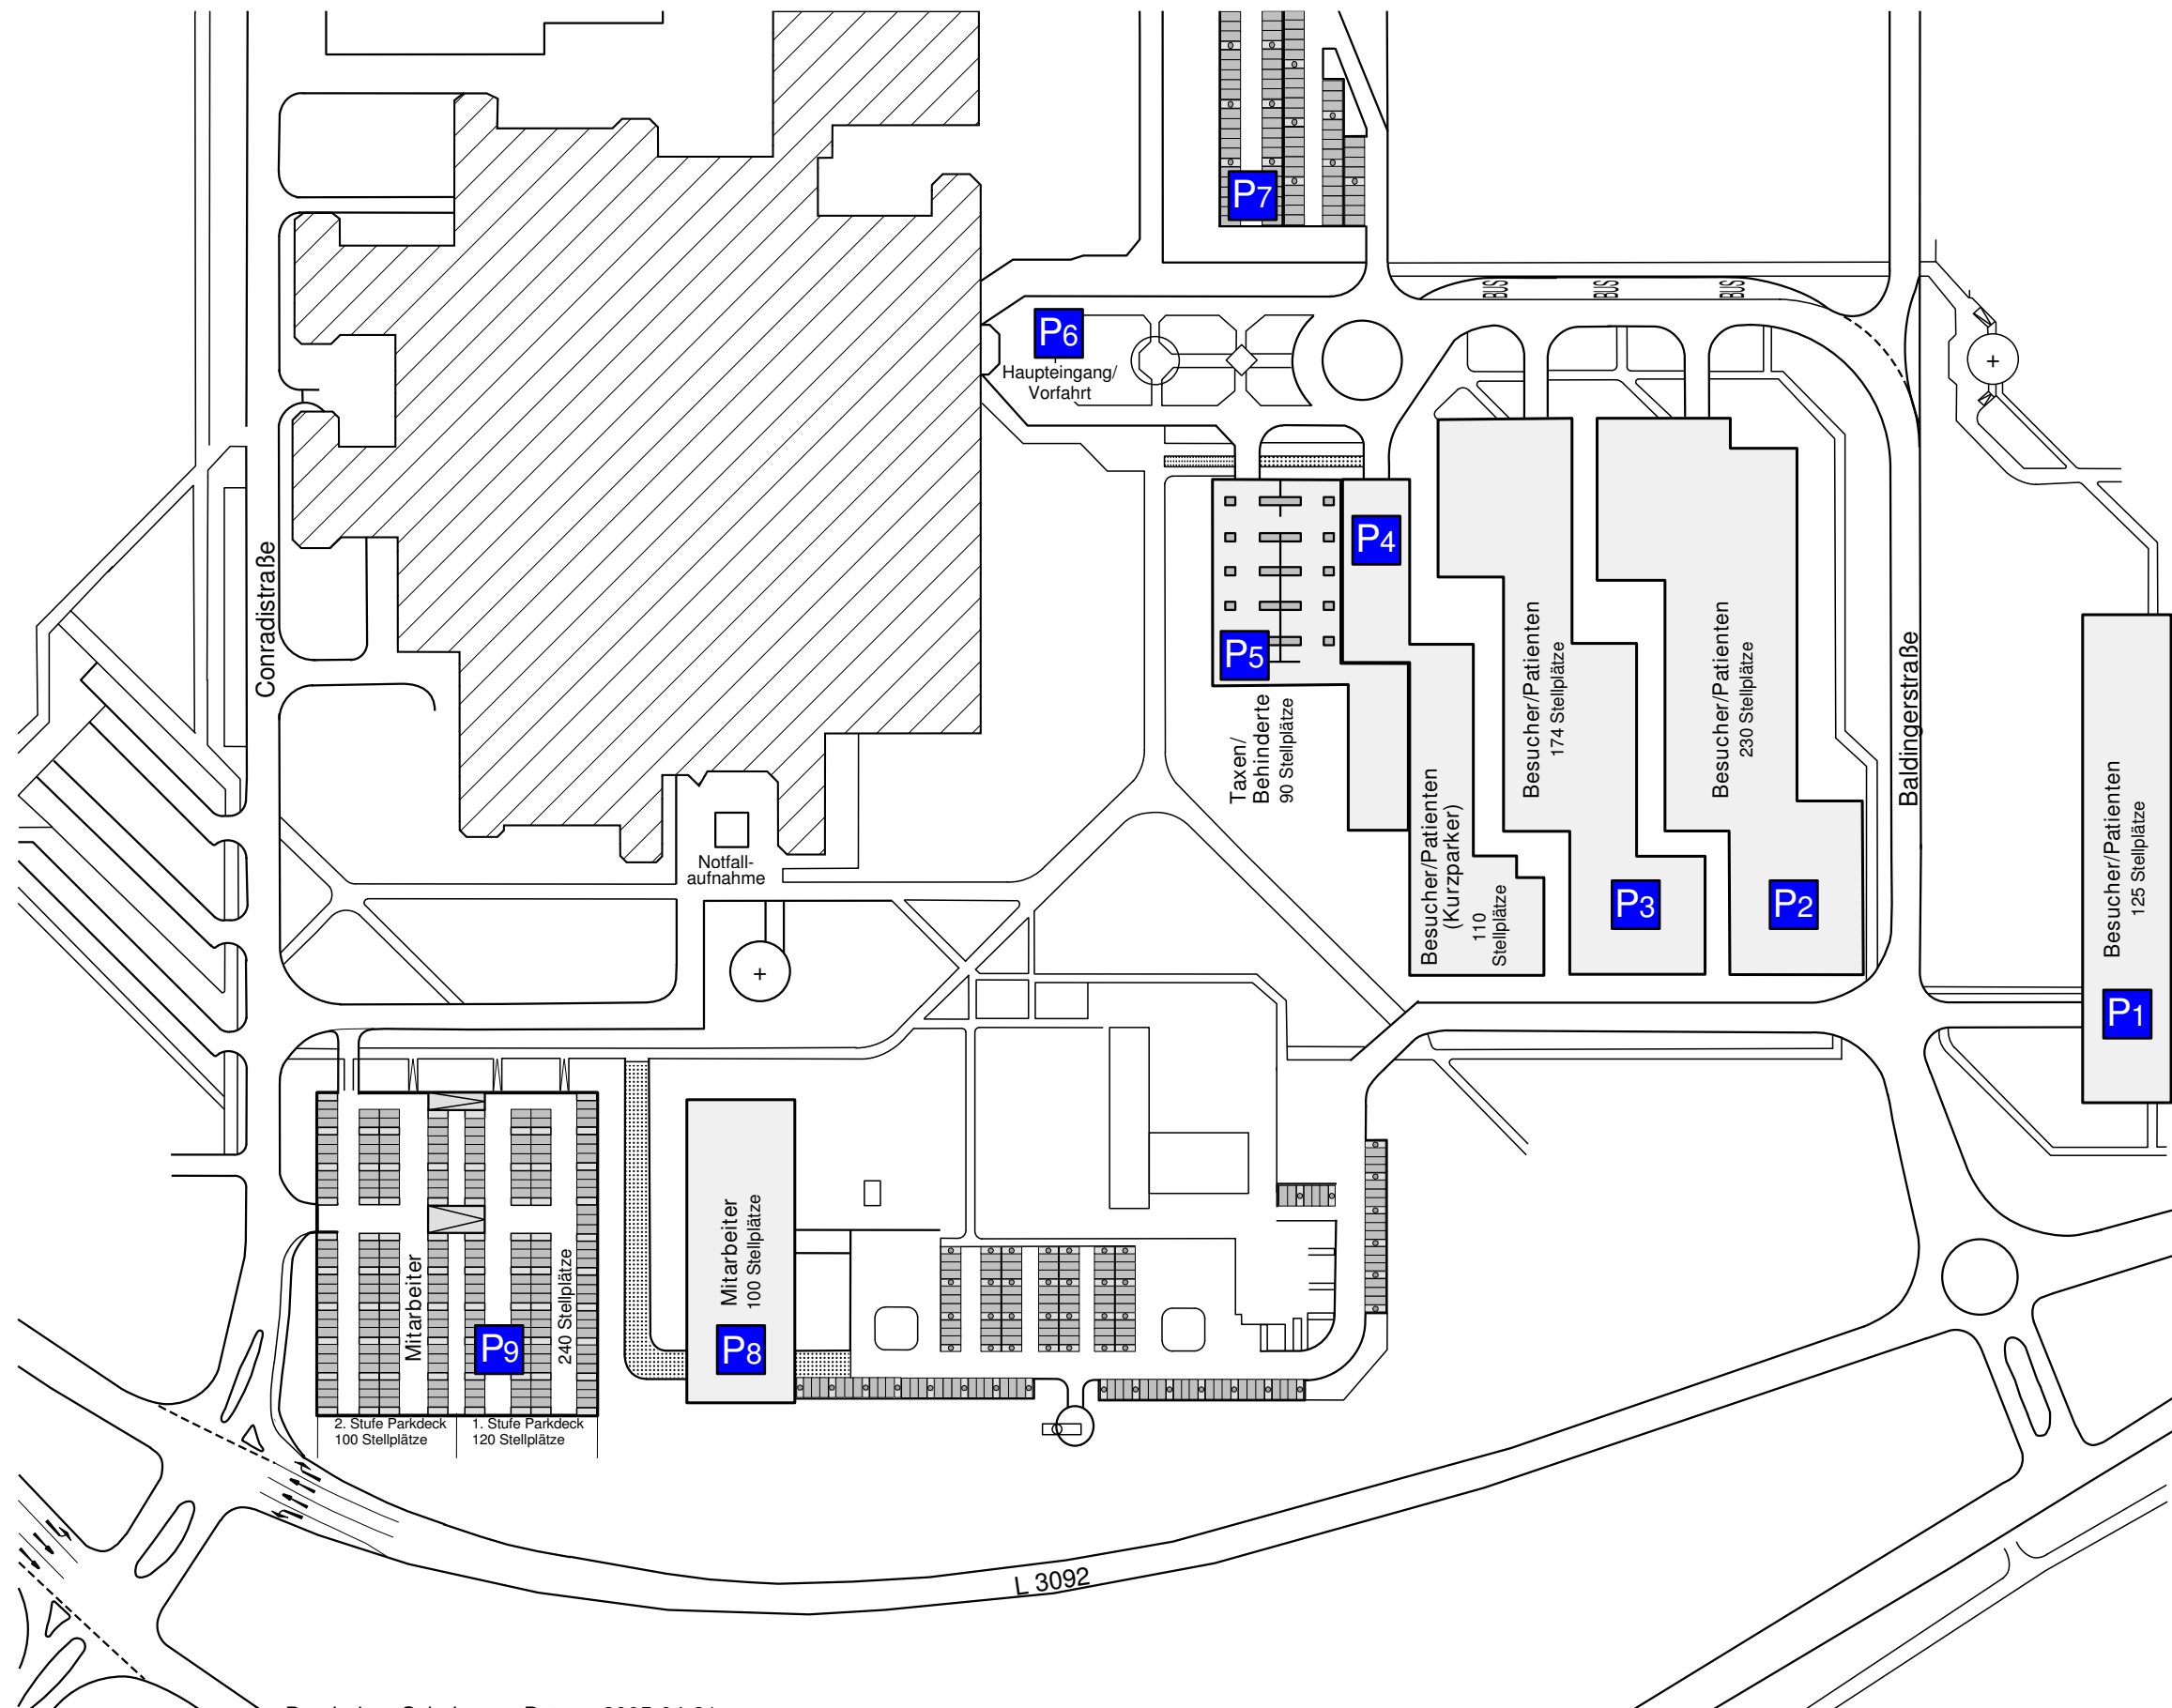 P7
BUS
BUS
BUS
P6
Haupteingang/
Vorfahrt
P4
P5
Conradistraße
Baldingerstraße
Taxen/
Behinderte
90 Stellplätze
Besucher/Patienten
(Kurzparker)
110
Stellplätze
Besucher/Patienten
174 Stellplätze
P3
Besucher/Patienten
230 Stellplätze
P2
Besucher/Patienten
125 Stellplätze
P1
Notfall-
aufnahme
Mitarbeiter
240 Stellplätze
P9
2. Stufe Parkdeck
100 Stellplätze
1. Stufe Parkdeck
120 Stellplätze
Mitarbeiter
100 Stellplätze
P8
L 3092